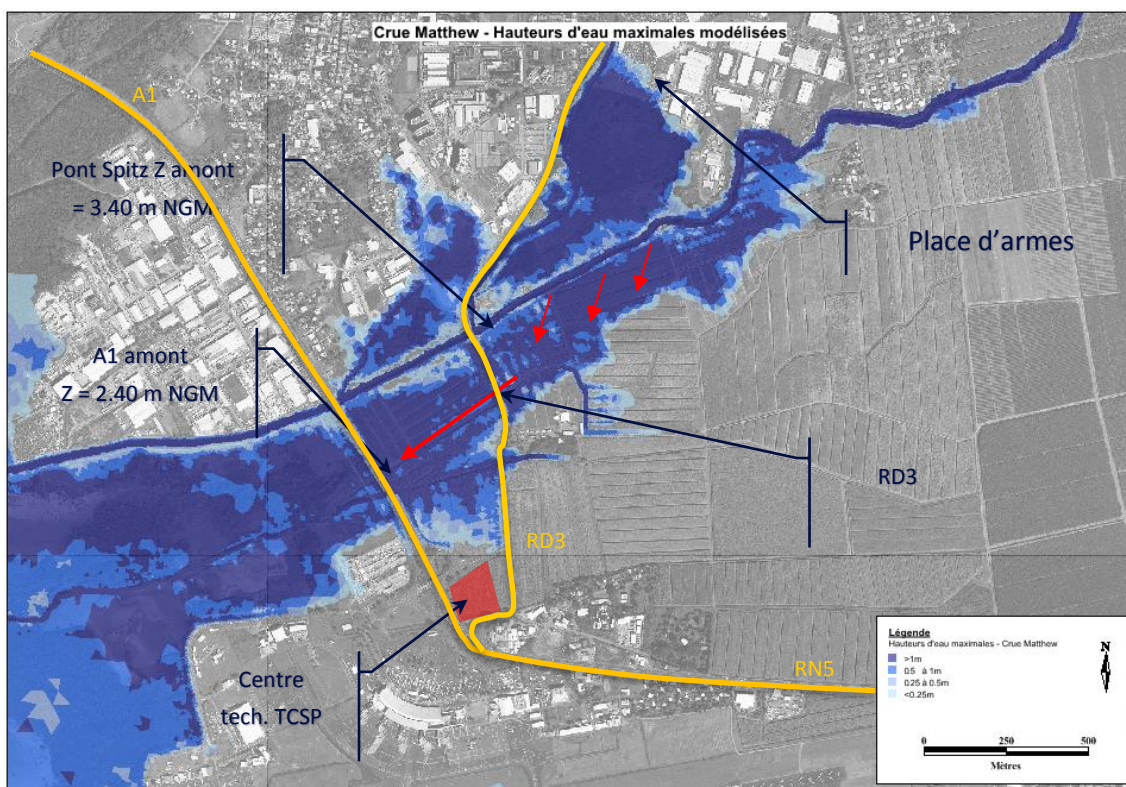 Crue Matthew - Hauteurs d'eau maximales modélisées
A1
Pont Spitz Z amont
= 3.40 m NGM
Place d'armes
A1 amont
Z = 2.40 m NGM
RD3
RD3
Centre
tech. TCSP
RN5
Légende
Hauteurs d'eau maximales - Crue Matthew
>1m
0.5 à 1m
0.25 à 0.5m
<0.25m
N
0 250 500
Mètres